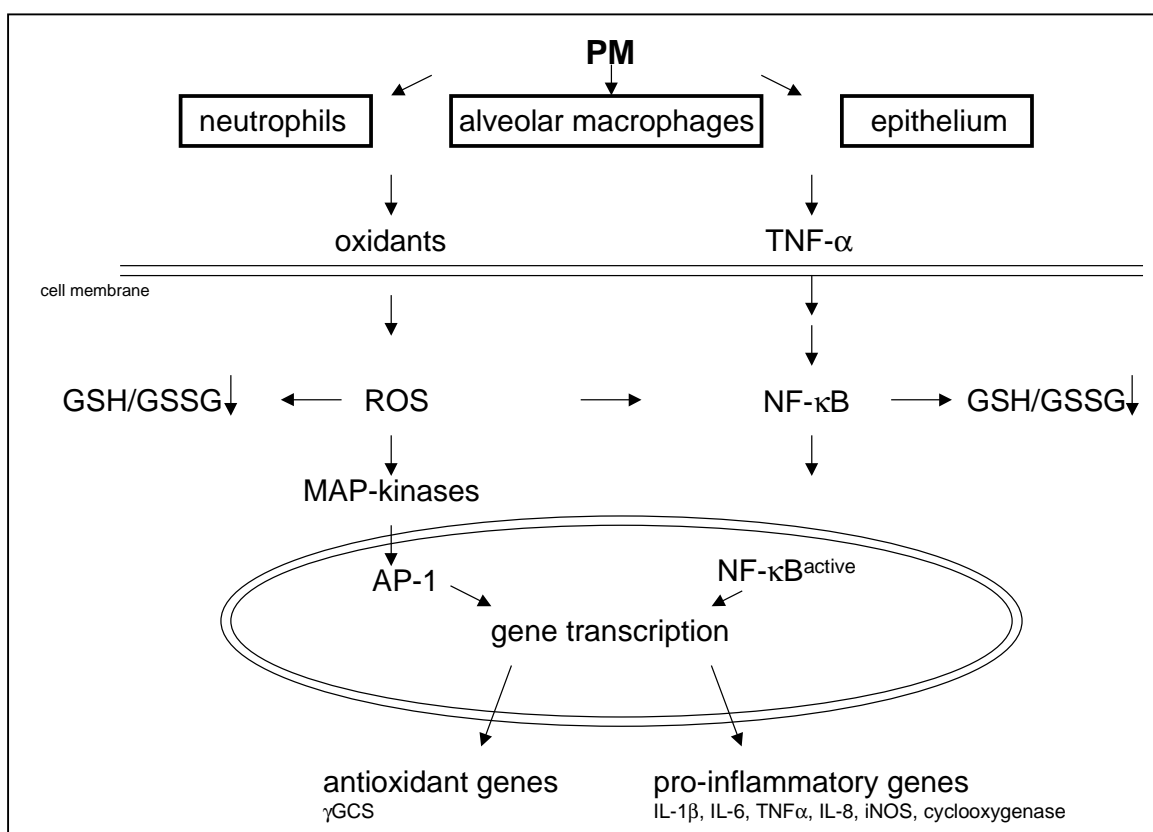 PM
neutrophils alveolar macrophages epithelium
oxidants TNF-α
cell membrane
GSH/GSSG↓ ROS NF-κB GSH/GSSG↓
MAP-kinases
AP-1 NF-κBactive
gene transcription
antioxidant genes pro-inflammatory genes
γGCS IL-1β, IL-6, TNFα, IL-8, iNOS, cyclooxygenase